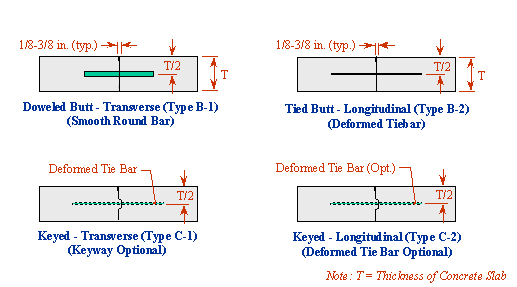 1/8-3/8 in. (typ.)
T/2
T
Doweled Butt - Transverse (Type B-1)
(Smooth Round Bar)
1/8-3/8 in. (typ.)
T/2
T
Tied Butt - Longitudinal (Type B-2)
(Deformed Tiebar)
Deformed Tie Bar
T/2
Keyed - Transverse (Type C-1)
(Keyway Optional)
Deformed Tie Bar (Opt.)
T/2
Keyed - Longitudinal (Type C-2)
(Deformed Tie Bar Optional)
Note: T = Thickness of Concrete Slab